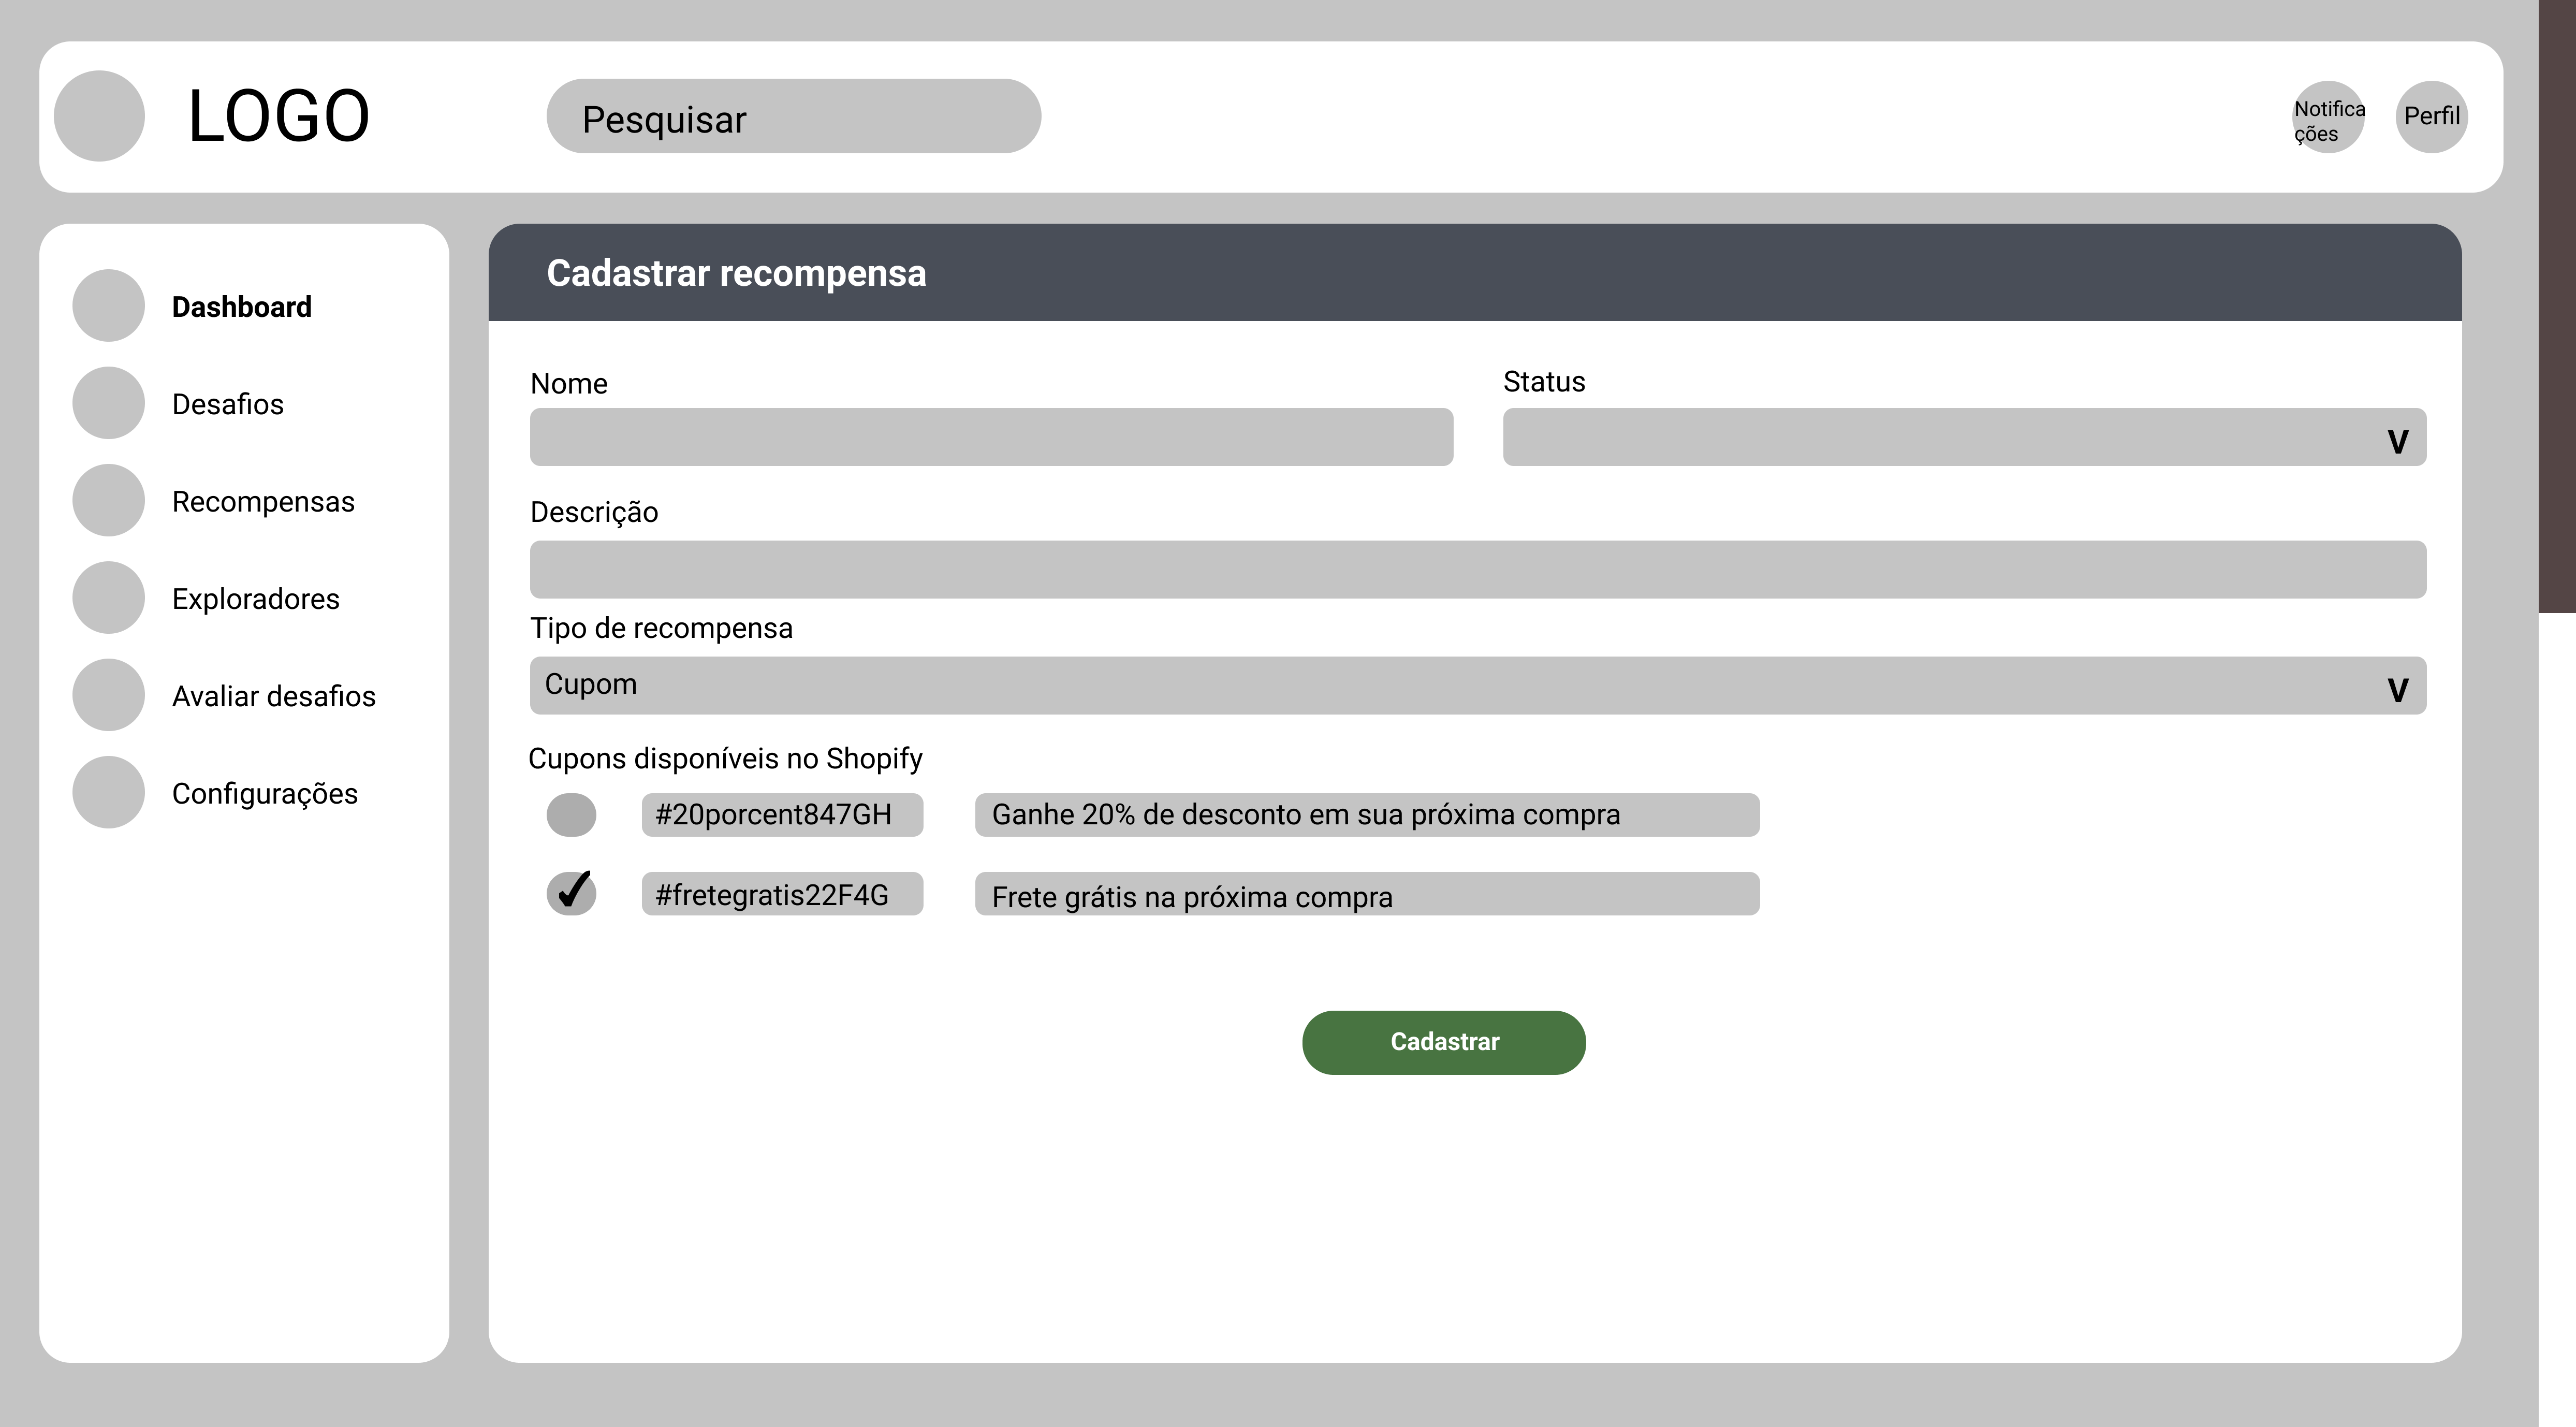 LOGO
Pesquisar
Notifica
ções
Perfil
Dashboard
Desafios
Recompensas
Exploradores
Avaliar desafios
Configurações
Cadastrar recompensa
Nome
Status
V
Descrição
Tipo de recompensa
Cupom
V
Cupons disponíveis no Shopify
#20porcent847GH
Ganhe 20% de desconto em sua próxima compra
#fretegratis22F4G
Frete grátis na próxima compra
Cadastrar